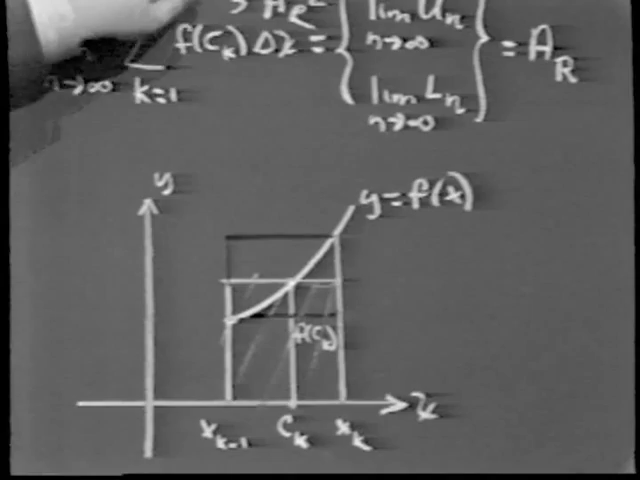 A_R
f(c_k) Δx = { lim U_n } = A_R
n→∞
n→∞ k=1
lim L_n
n→∞
y
y=f(x)
f(c_k)
x
x_{k-1} c_k x_k